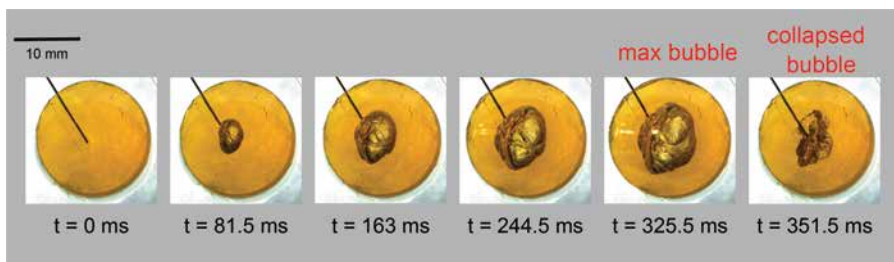 10 mm
max bubble
collapsed
bubble
t = 0 ms
t = 81.5 ms
t = 163 ms
t = 244.5 ms
t = 325.5 ms
t = 351.5 ms